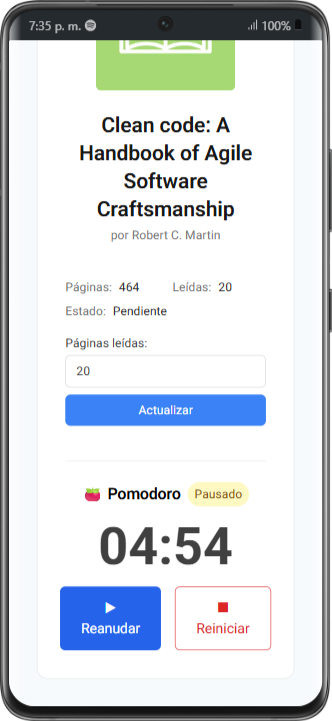 7:35 p. m.
100%
Clean code: A
Handbook of Agile
Software
Craftsmanship
por Robert C. Martin
Páginas: 464 Leídas: 20
Estado: Pendiente
Páginas leídas:
20
Actualizar
Pomodoro Pausado
04:54
Reanudar
Reiniciar